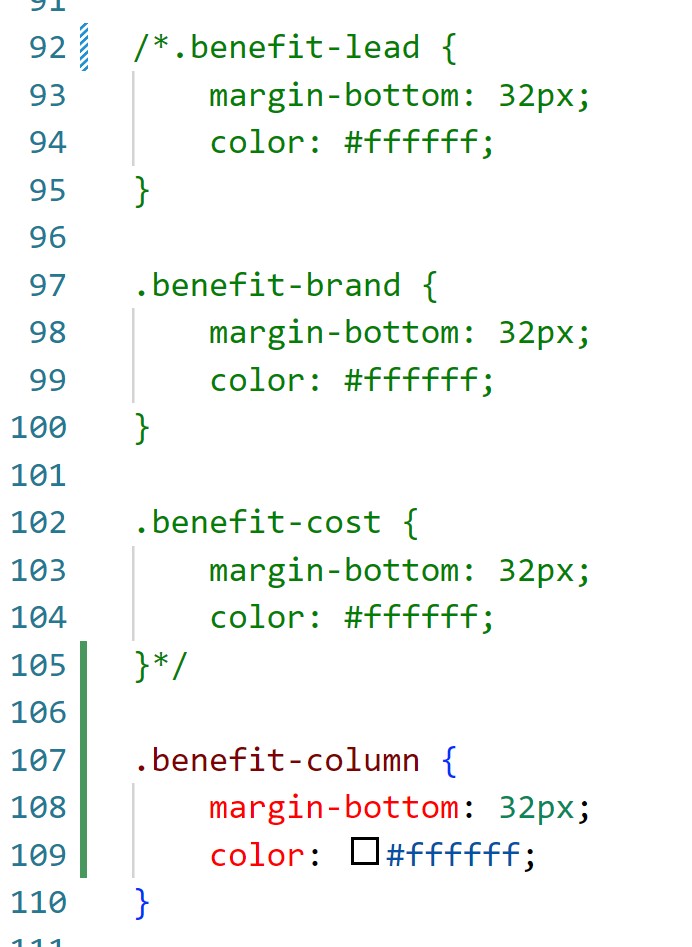 91
92 /*.benefit-lead {
93 margin-bottom: 32px;
94 color: #ffffff;
95 }
96
97 .benefit-brand {
98 margin-bottom: 32px;
99 color: #ffffff;
100 }
101
102 .benefit-cost {
103 margin-bottom: 32px;
104 color: #ffffff;
105 }*/
106
107 .benefit-column {
108 margin-bottom: 32px;
109 color: #ffffff;
110 }
111